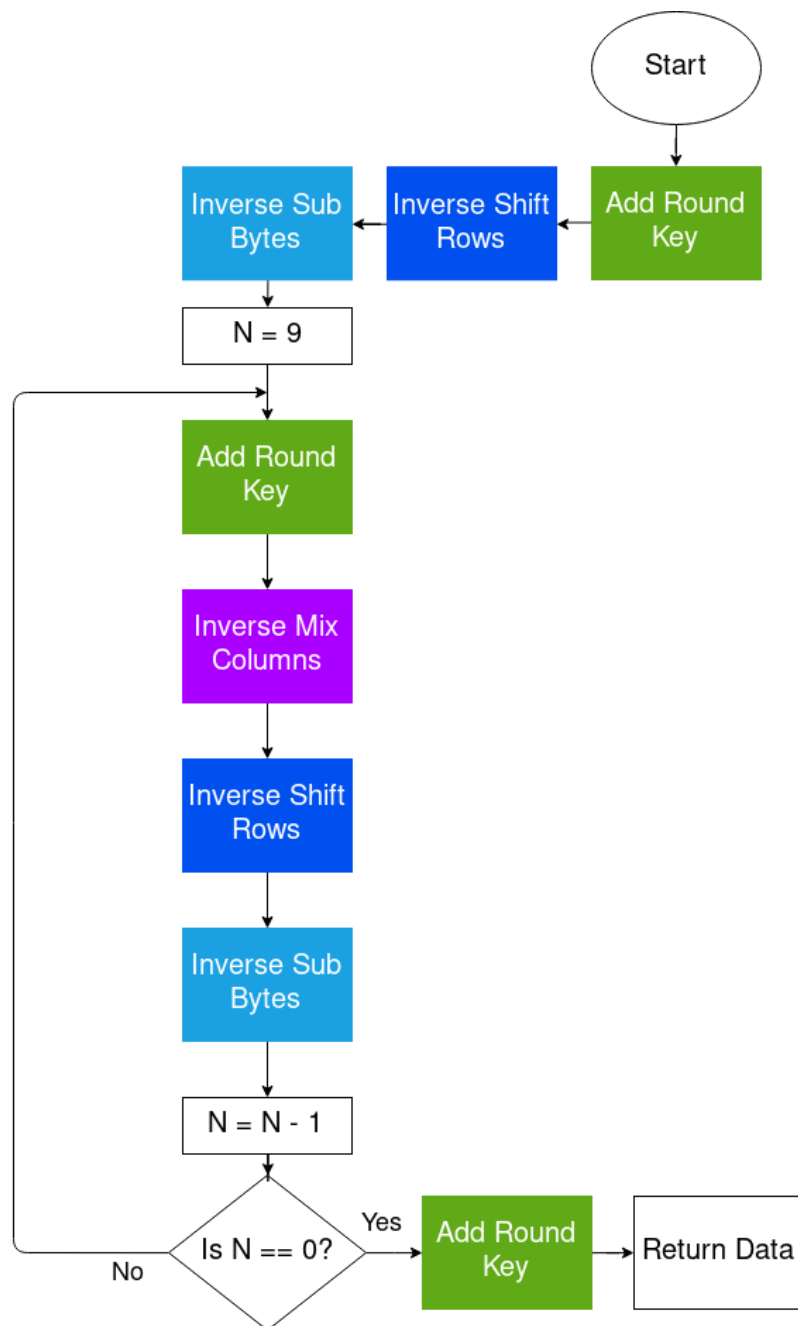 Start
Add Round
Key
Inverse Shift
Rows
Inverse Sub
Bytes
N = 9
Add Round
Key
Inverse Mix
Columns
Inverse Shift
Rows
Inverse Sub
Bytes
N = N - 1
Is N == 0?
No
Yes
Add Round
Key
Return Data